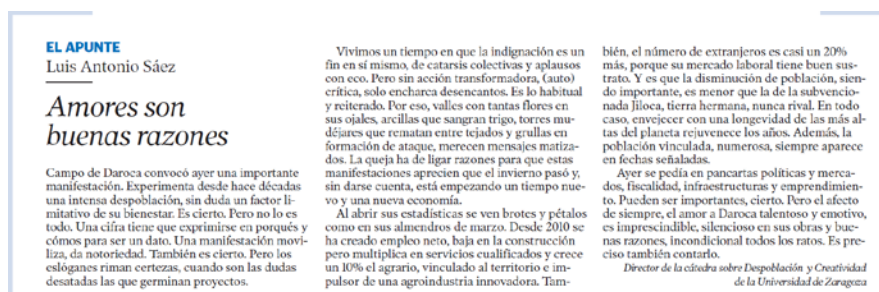 EL APUNTE
Luis Antonio Sáez
Amores son
buenas razones
Campo de Daroca convocó ayer una importante
manifestación. Experimenta desde hace décadas
una intensa despoblación, sin duda un factor li-
mitativo de su bienestar. Es cierto. Pero no lo es
todo. Una cifra tiene que exprimirse en porqués y
cómos para ser un dato. Una manifestación movi-
liza, da notoriedad. También es cierto. Pero los
eslóganes riman certezas, cuando son las dudas
desatadas las que germinan proyectos.
Vivimos un tiempo en que la indignación es un
fin en sí mismo, de catarsis colectivas y aplausos
con eco. Pero sin acción transformadora, (auto)
crítica, solo encharca desencantos. Es lo habitual
y reiterado. Por eso, valles con tantas flores en
sus ojales, arcillas que sangran trigo, torres mu-
déjares que rematan entre tejados y grullas en
formación de ataque, merecen mensajes matiza-
dos. La queja ha de ligar razones para que estas
manifestaciones aprecien que el invierno pasó y,
sin darse cuenta, está empezando un tiempo nue-
vo y una nueva economía.
Al abrir sus estadísticas se ven brotes y pétalos
como en sus almendros de marzo. Desde 2010 se
ha creado empleo neto, baja en la construcción
pero multiplica en servicios cualificados y crece
un 10% el agrario, vinculado al territorio e im-
pulsor de una agroindustria innovadora. Tam-
bién, el número de extranjeros es casi un 20%
más, porque su mercado laboral tiene buen sus-
trato. Y es que la disminución de población, sien-
do importante, es menor que la de la subvencio-
nada Jiloca, tierra hermana, nunca rival. En todo
caso, envejecer con una longevidad de las más al-
tas del planeta rejuvenece los años. Además, la
población vinculada, numerosa, siempre aparece
en fechas señaladas.
Ayer se pedía en pancartas políticas y merca-
dos, fiscalidad, infraestructuras y emprendimien-
to. Pueden ser importantes, cierto. Pero el afecto
de siempre, el amor a Daroca talentoso y emotivo,
es imprescindible, silencioso en sus obras y bue-
nas razones, incondicional todos los ratos. Es pre-
ciso también contarlo.
Director de la cátedra sobre Despoblación y Creatividad
de la Universidad de Zaragoza